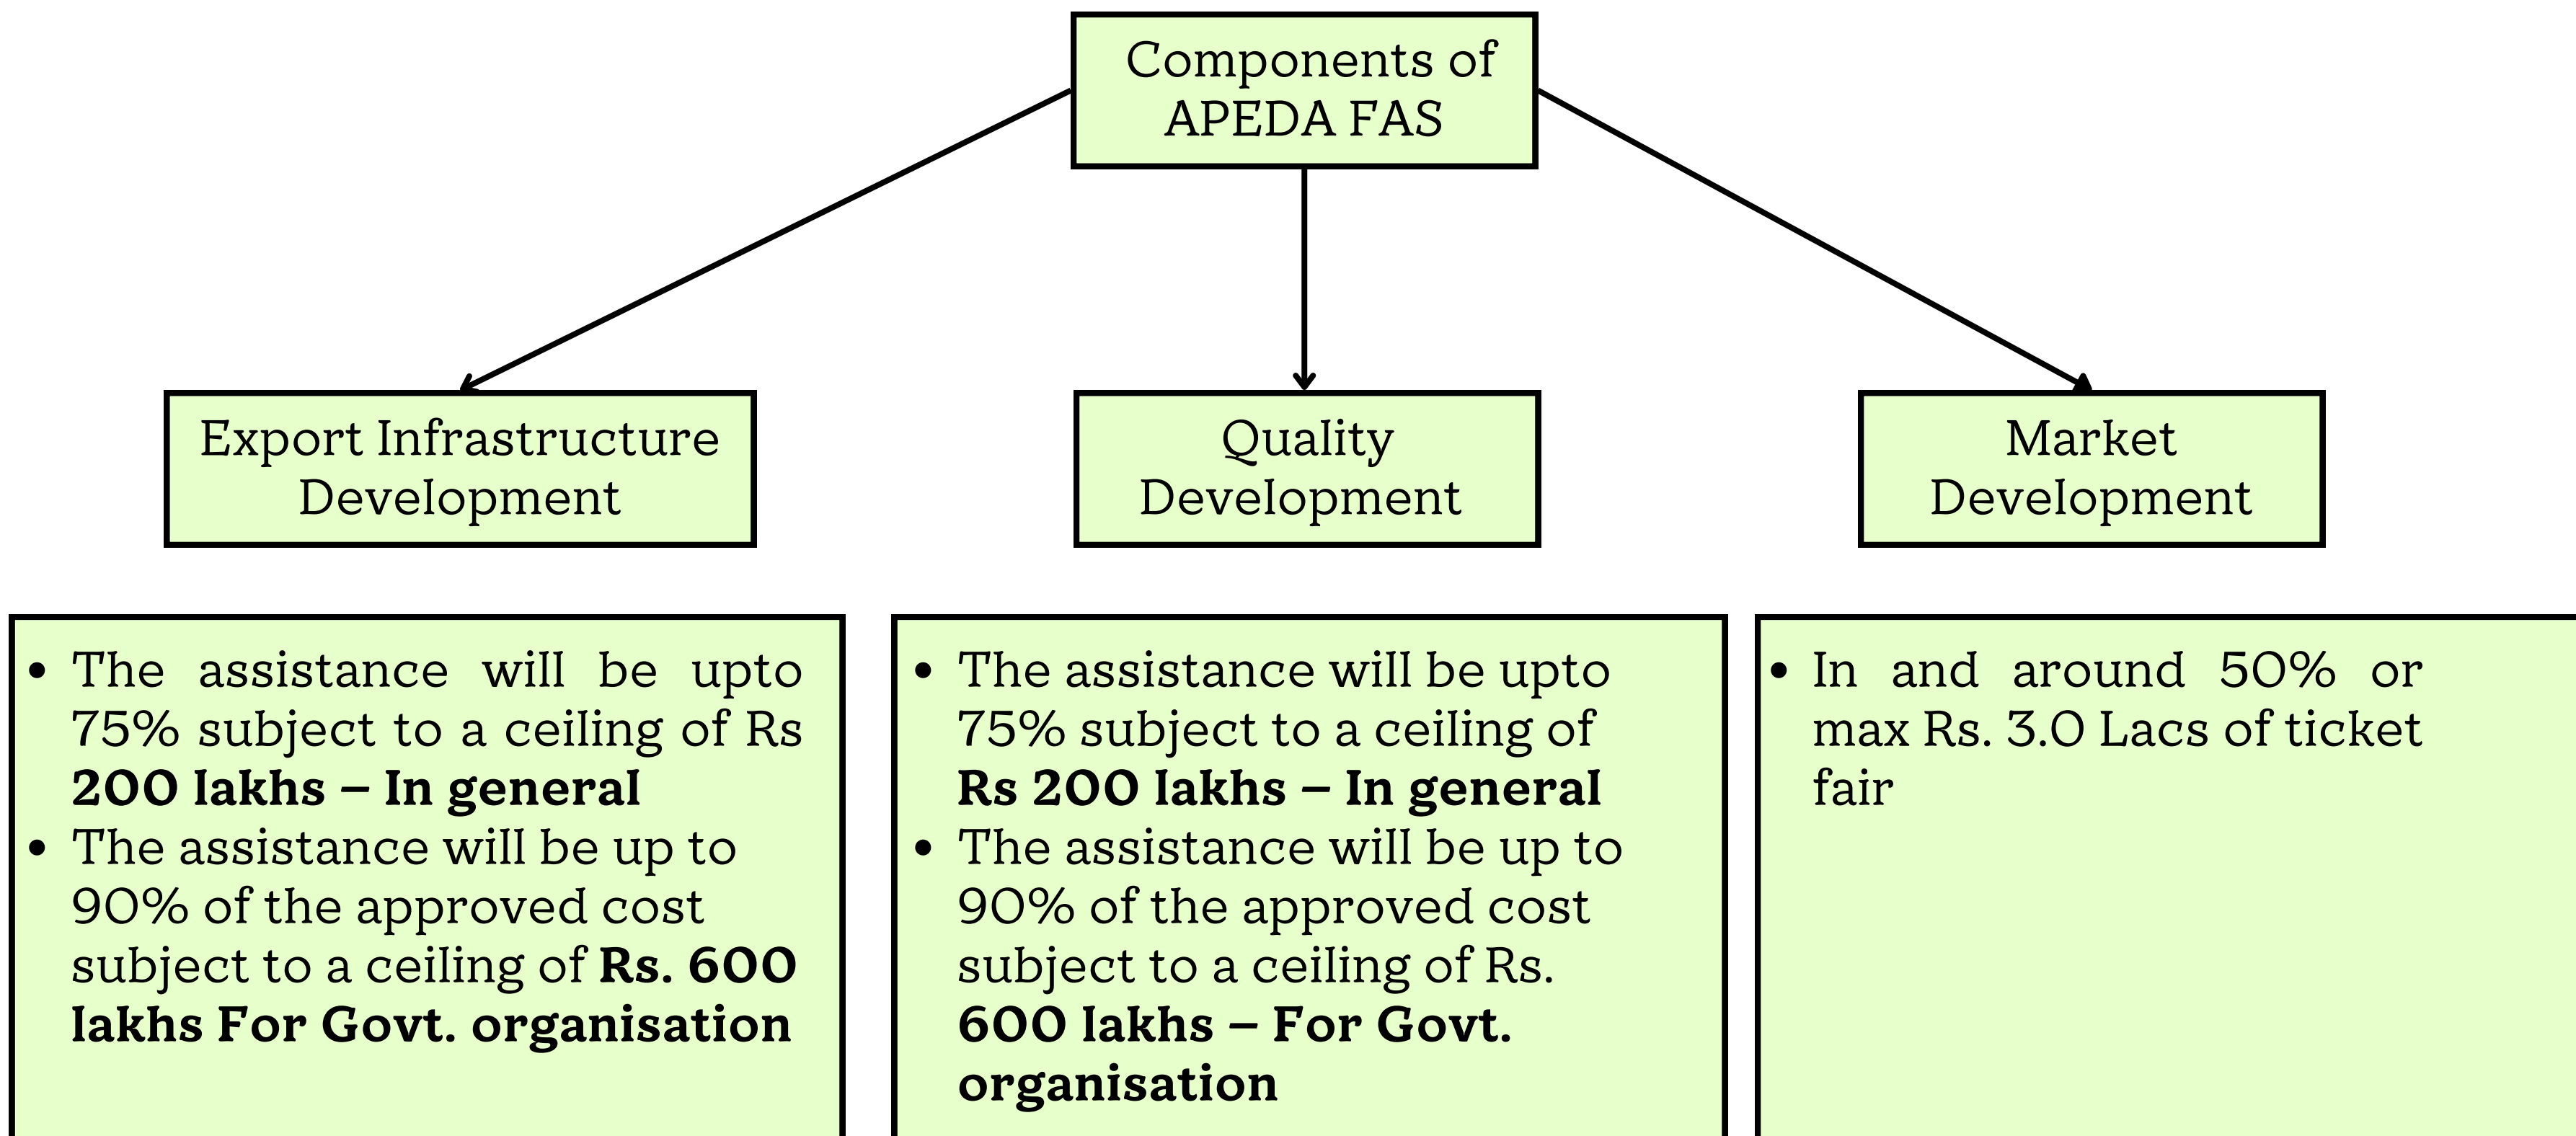 Components of
APEDA FAS
Export Infrastructure
Development
Quality
Development
Market
Development
• The assistance will be upto
75% subject to a ceiling of Rs
200 lakhs – In general
• The assistance will be up to
90% of the approved cost
subject to a ceiling of Rs. 600
lakhs For Govt. organisation
• The assistance will be upto
75% subject to a ceiling of
Rs 200 lakhs – In general
• The assistance will be up to
90% of the approved cost
subject to a ceiling of Rs.
600 lakhs – For Govt.
organisation
• In and around 50% or
max Rs. 3.0 Lacs of ticket
fair